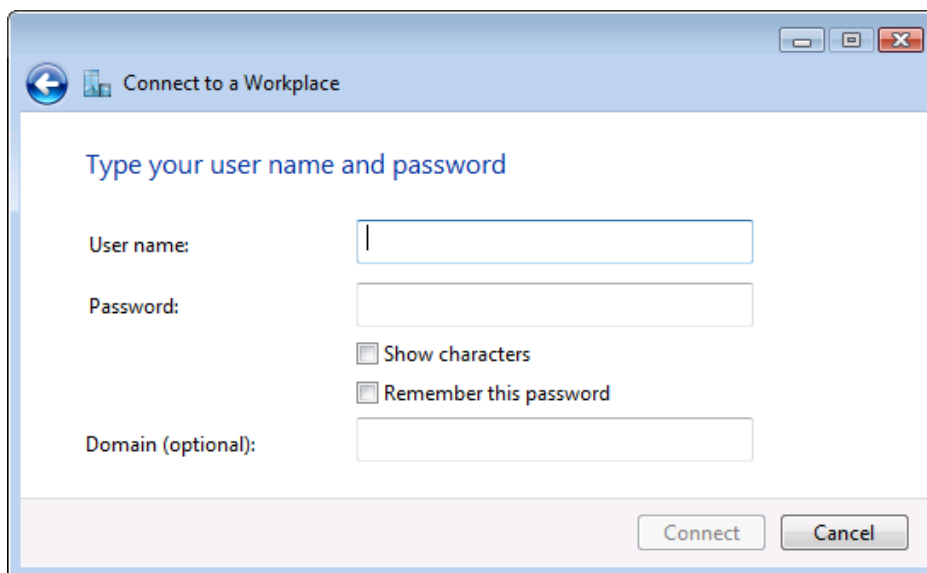 Connect to a Workplace
Type your user name and password
User name:
Password:
Show characters
Remember this password
Domain (optional):
Connect Cancel